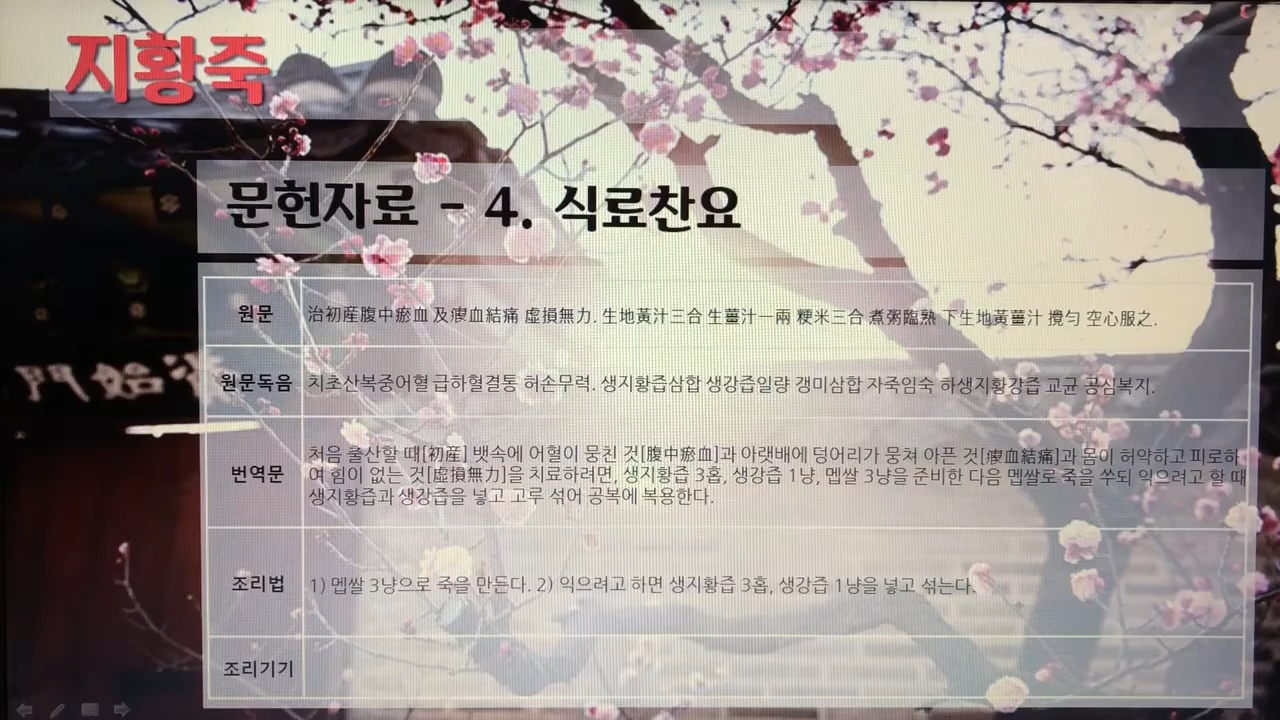 지황죽
문헌자료 - 4. 식료찬요
원문
治初産腹中瘀血 及瘕血結痛 虛損無力. 生地黃汁三合 生薑汁一兩 粳米三合 煮粥臨熟 下生地黃薑汁 攪勻 空心服之.
원문독음
지초산복중어혈 급하혈결통 허손무력. 생지황즙삼합 생강즙일량 갱미삼합 자죽임숙 하생지황강즙 교균 공심복지.
번역문
처음 출산할 때[初産] 뱃속에 어혈이 뭉친 것[腹中瘀血]과 아랫배에 덩어리가 뭉쳐 아픈 것[瘕血結痛]과 몸이 허약하고 피로하
여 힘이 없는 것[虛損無力]을 치료하려면, 생지황즙 3홉, 생강즙 1냥, 멥쌀 3냥을 준비한 다음 멥쌀로 죽을 쑤되 익으려고 할 때
생지황즙과 생강즙을 넣고 고루 섞어 공복에 복용한다.
조리법
1) 멥쌀 3냥으로 죽을 만든다. 2) 익으려고 하면 생지황즙 3홉, 생강즙 1냥을 넣고 섞는다.
조리기기